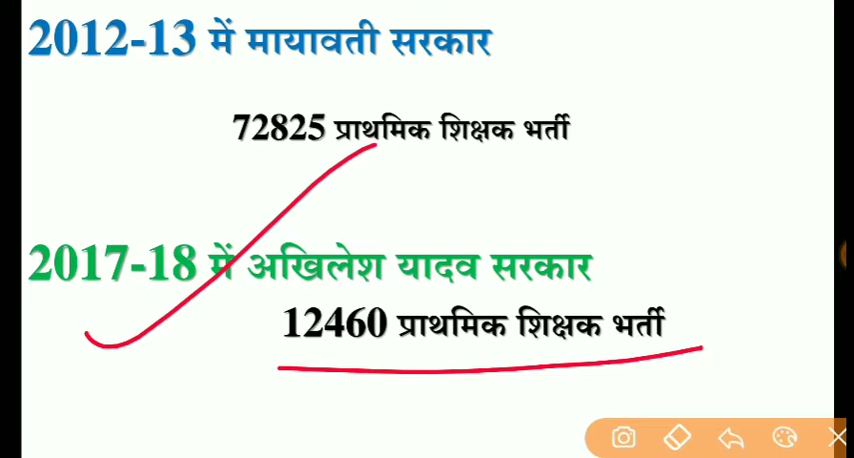 2012-13 में मायावती सरकार
72825 प्राथमिक शिक्षक भर्ती
2017-18 में अखिलेश यादव सरकार
12460 प्राथमिक शिक्षक भर्ती